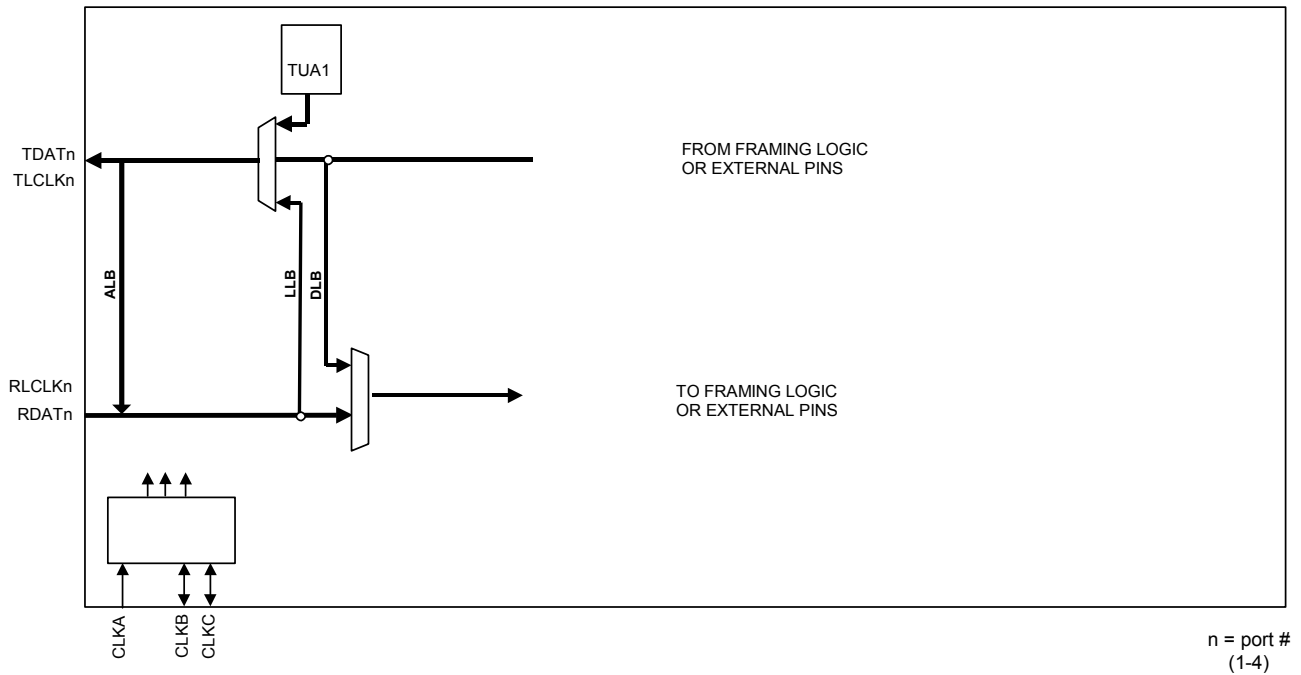 TUA1
TDATn
TLCLKn
FROM FRAMING LOGIC
OR EXTERNAL PINS
ALB
LLB
DLB
RLCLKn
RDATn
TO FRAMING LOGIC
OR EXTERNAL PINS
CLKA
CLKB
CLKC
n = port #
(1-4)